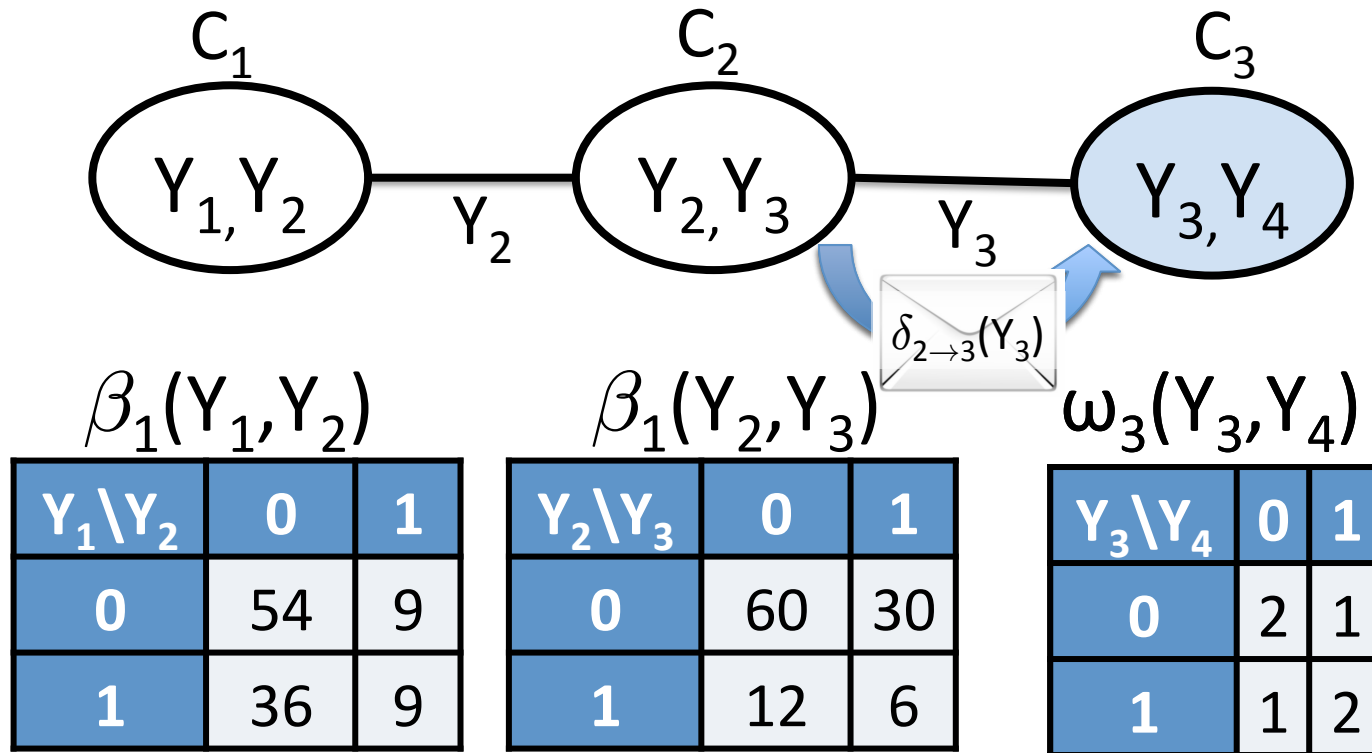 C₁ C₂ C₃
Y₁,Y₂ Y₂ Y₂,Y₃ Y₃ Y₃,Y₄
δ₂→₃(Y₃)
β₁(Y₁,Y₂) β₁(Y₂,Y₃) ω₃(Y₃,Y₄)
Y₁\Y₂ 0 1 Y₂\Y₃ 0 1 Y₃\Y₄ 0 1
0 54 9 0 60 30 0 2 1
1 36 9 1 12 6 1 1 2